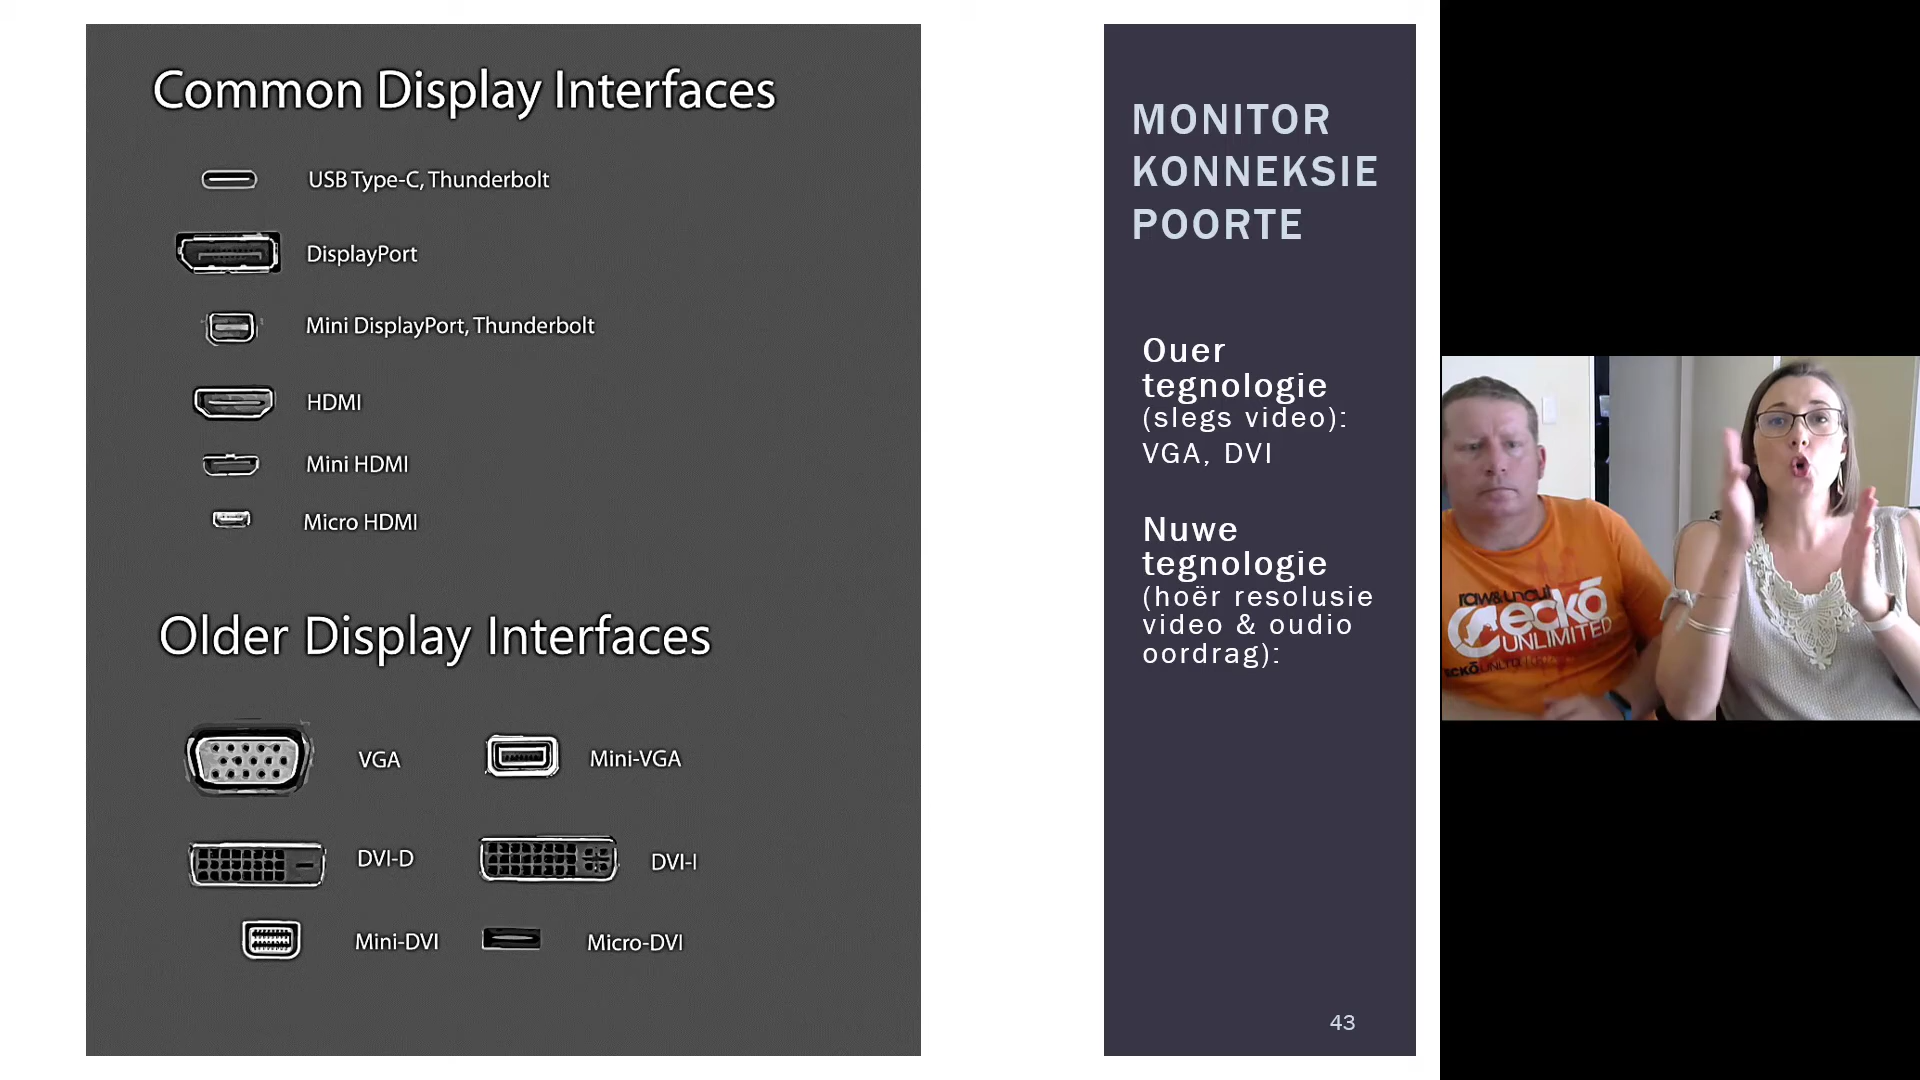 Common Display Interfaces
USB Type-C, Thunderbolt
DisplayPort
Mini DisplayPort, Thunderbolt
HDMI
Mini HDMI
Micro HDMI
Older Display Interfaces
VGA
Mini-VGA
DVI-D
DVI-I
Mini-DVI
Micro-DVI
MONITOR
KONNEKSIE
POORTE
Ouer
tegnologie
(slegs video):
VGA, DVI
Nuwe
tegnologie
(hoër resolusie
video & oudio
oordrag):
43
raw & uncut
ecko
UNLIMITED